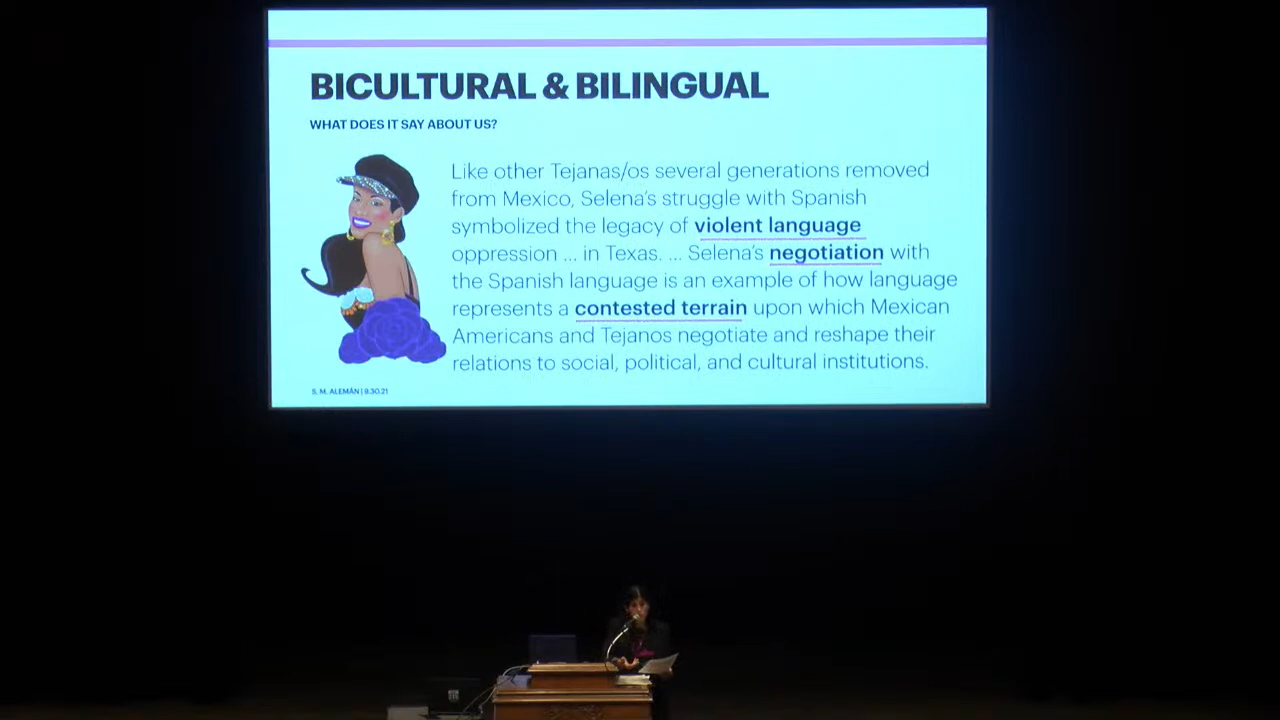 BICULTURAL & BILINGUAL
WHAT DOES IT SAY ABOUT US?
Like other Tejanas/os several generations removed
from Mexico, Selena's struggle with Spanish
symbolized the legacy of violent language
oppression ... in Texas. ... Selena's negotiation with
the Spanish language is an example of how language
represents a contested terrain upon which Mexican
Americans and Tejanos negotiate and reshape their
relations to social, political, and cultural institutions.
S. M. ALEMÁN | 9.30.21